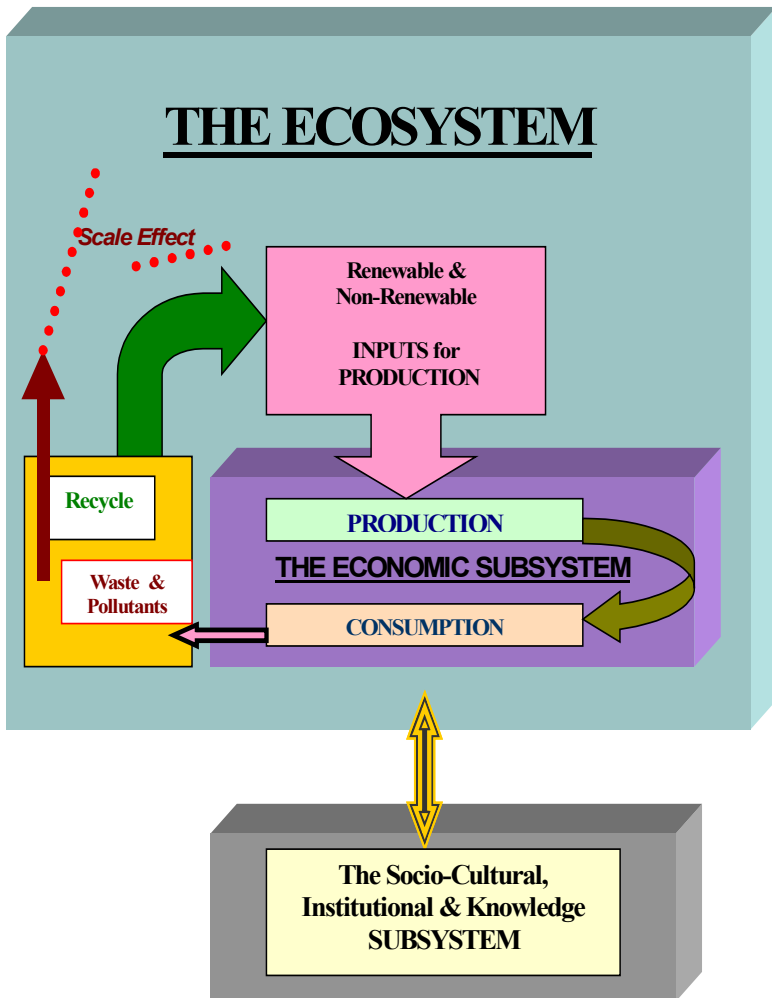 THE ECOSYSTEM
Scale Effect
Renewable &
Non-Renewable
INPUTS for
PRODUCTION
Recycle
Waste &
Pollutants
PRODUCTION
THE ECONOMIC SUBSYSTEM
CONSUMPTION
The Socio-Cultural,
Institutional & Knowledge
SUBSYSTEM